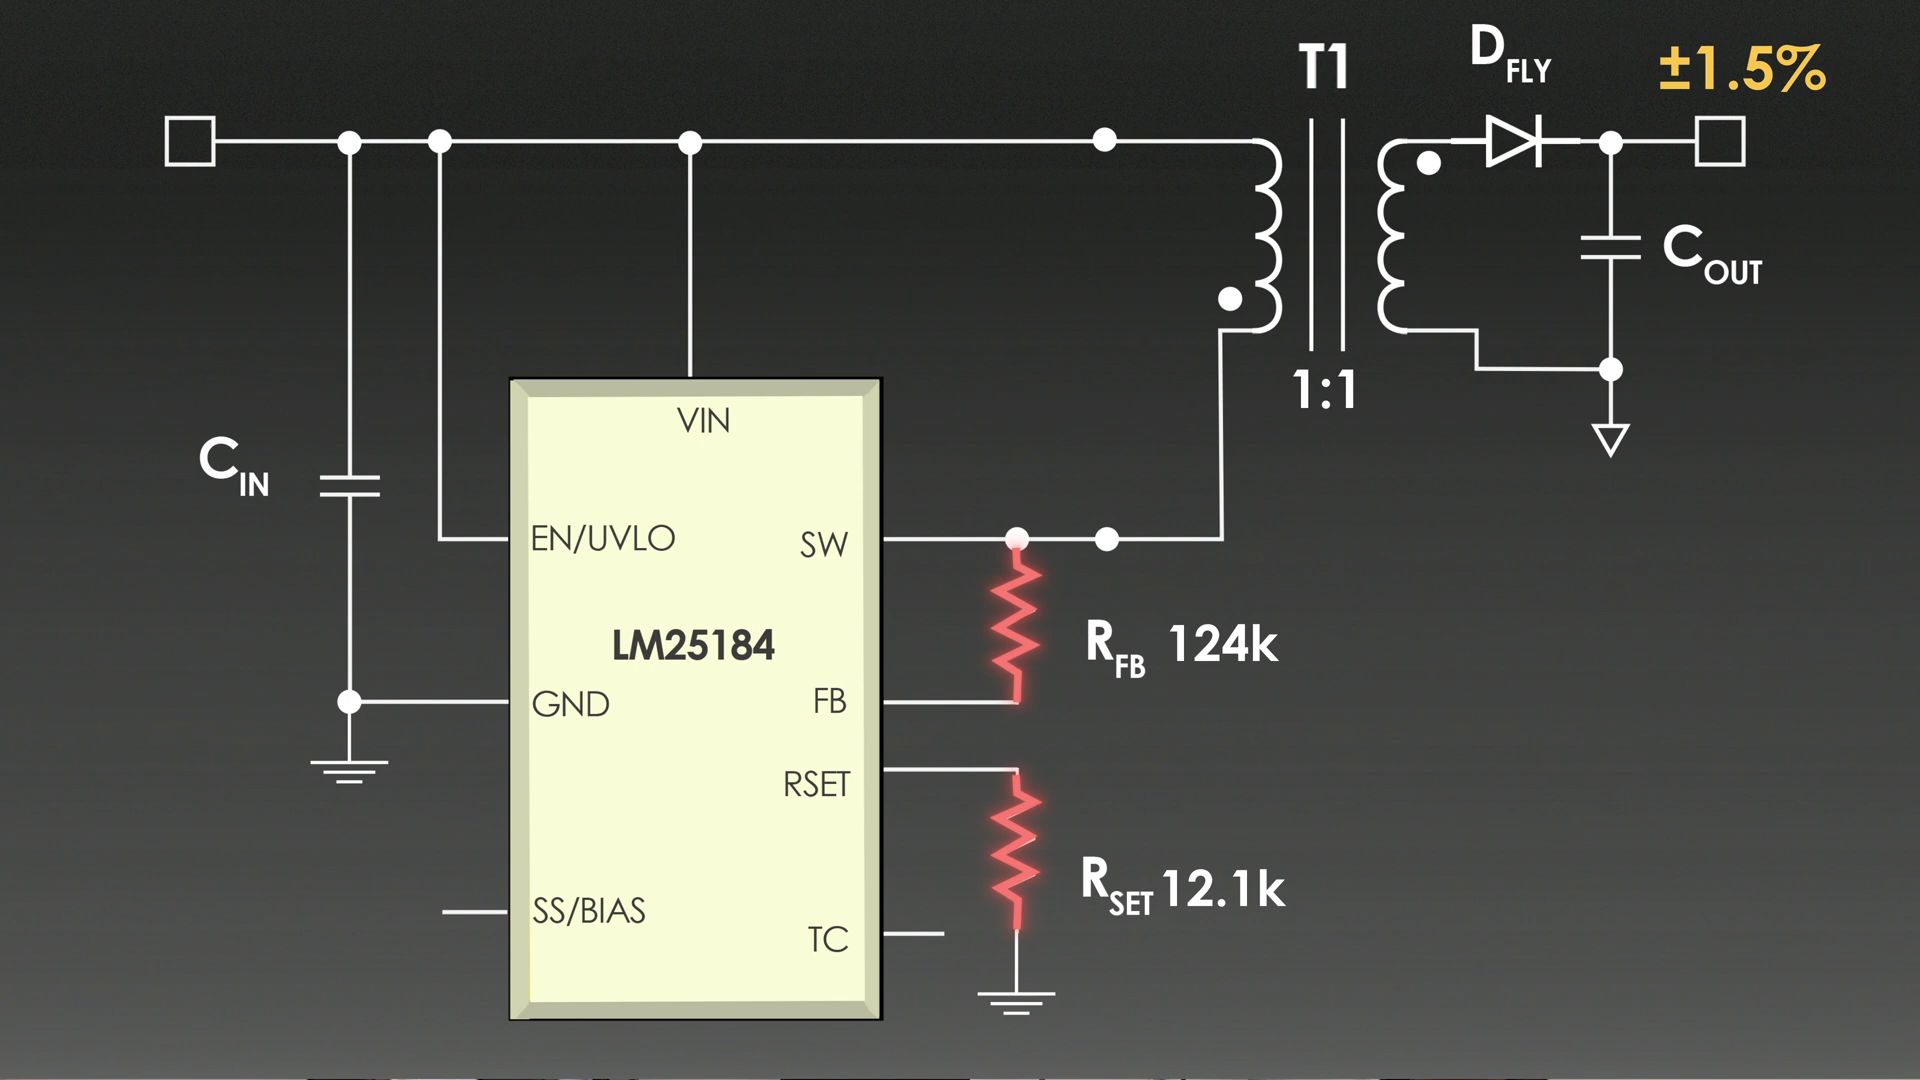 T1
DFLY
±1.5%
COUT
1:1
VIN
CIN
EN/UVLO
SW
LM25184
RFB 124k
GND
FB
RSET
RSET 12.1k
SS/BIAS
TC